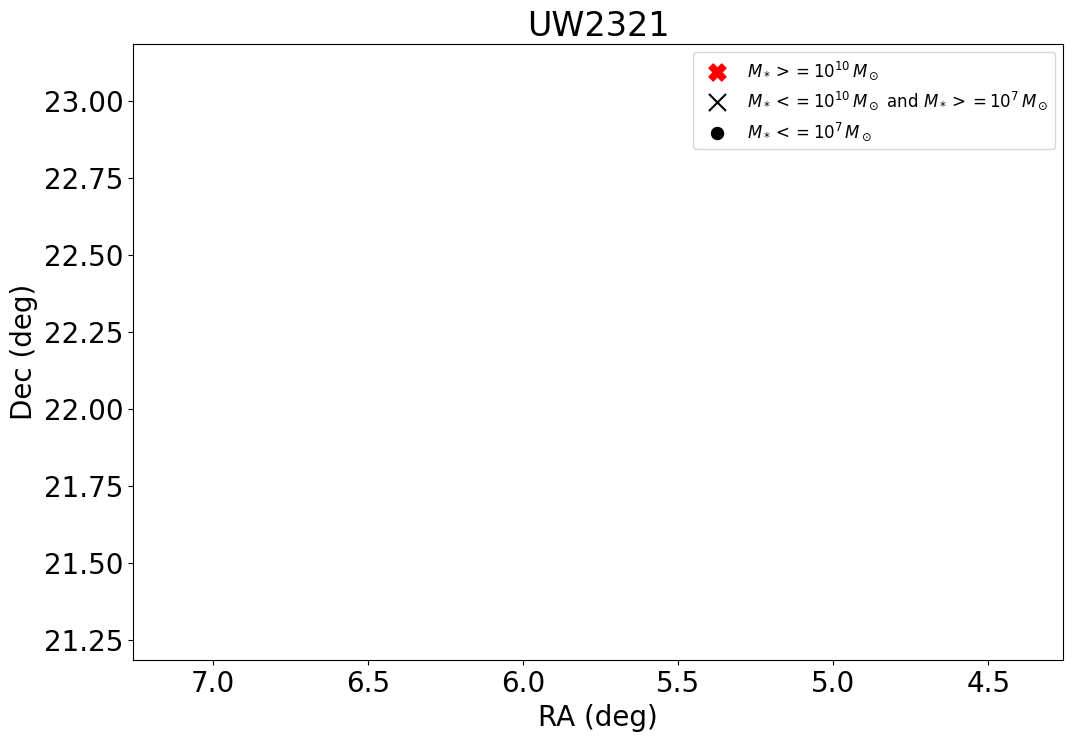 UW2321
M* >= 10^10 M⊙
M* <= 10^10 M⊙ and M* >= 10^7 M⊙
M* <= 10^7 M⊙
23.00
22.75
22.50
22.25
22.00
21.75
21.50
21.25
Dec (deg)
7.0 6.5 6.0 5.5 5.0 4.5
RA (deg)